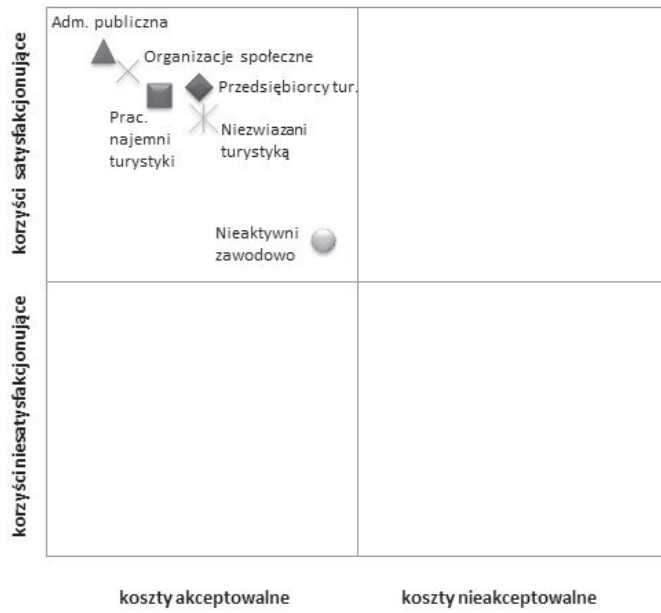 Adm. publiczna
Organizacje społeczne
Przedsiębiorcy tur.
Prac.
najemni
turystyki
Niezwiazani
turystyką
Nieaktywni
zawodowo
korzyści satysfakcjonujące
korzyści niesatysfakcjonujące
koszty akceptowalne
koszty nieakceptowalne